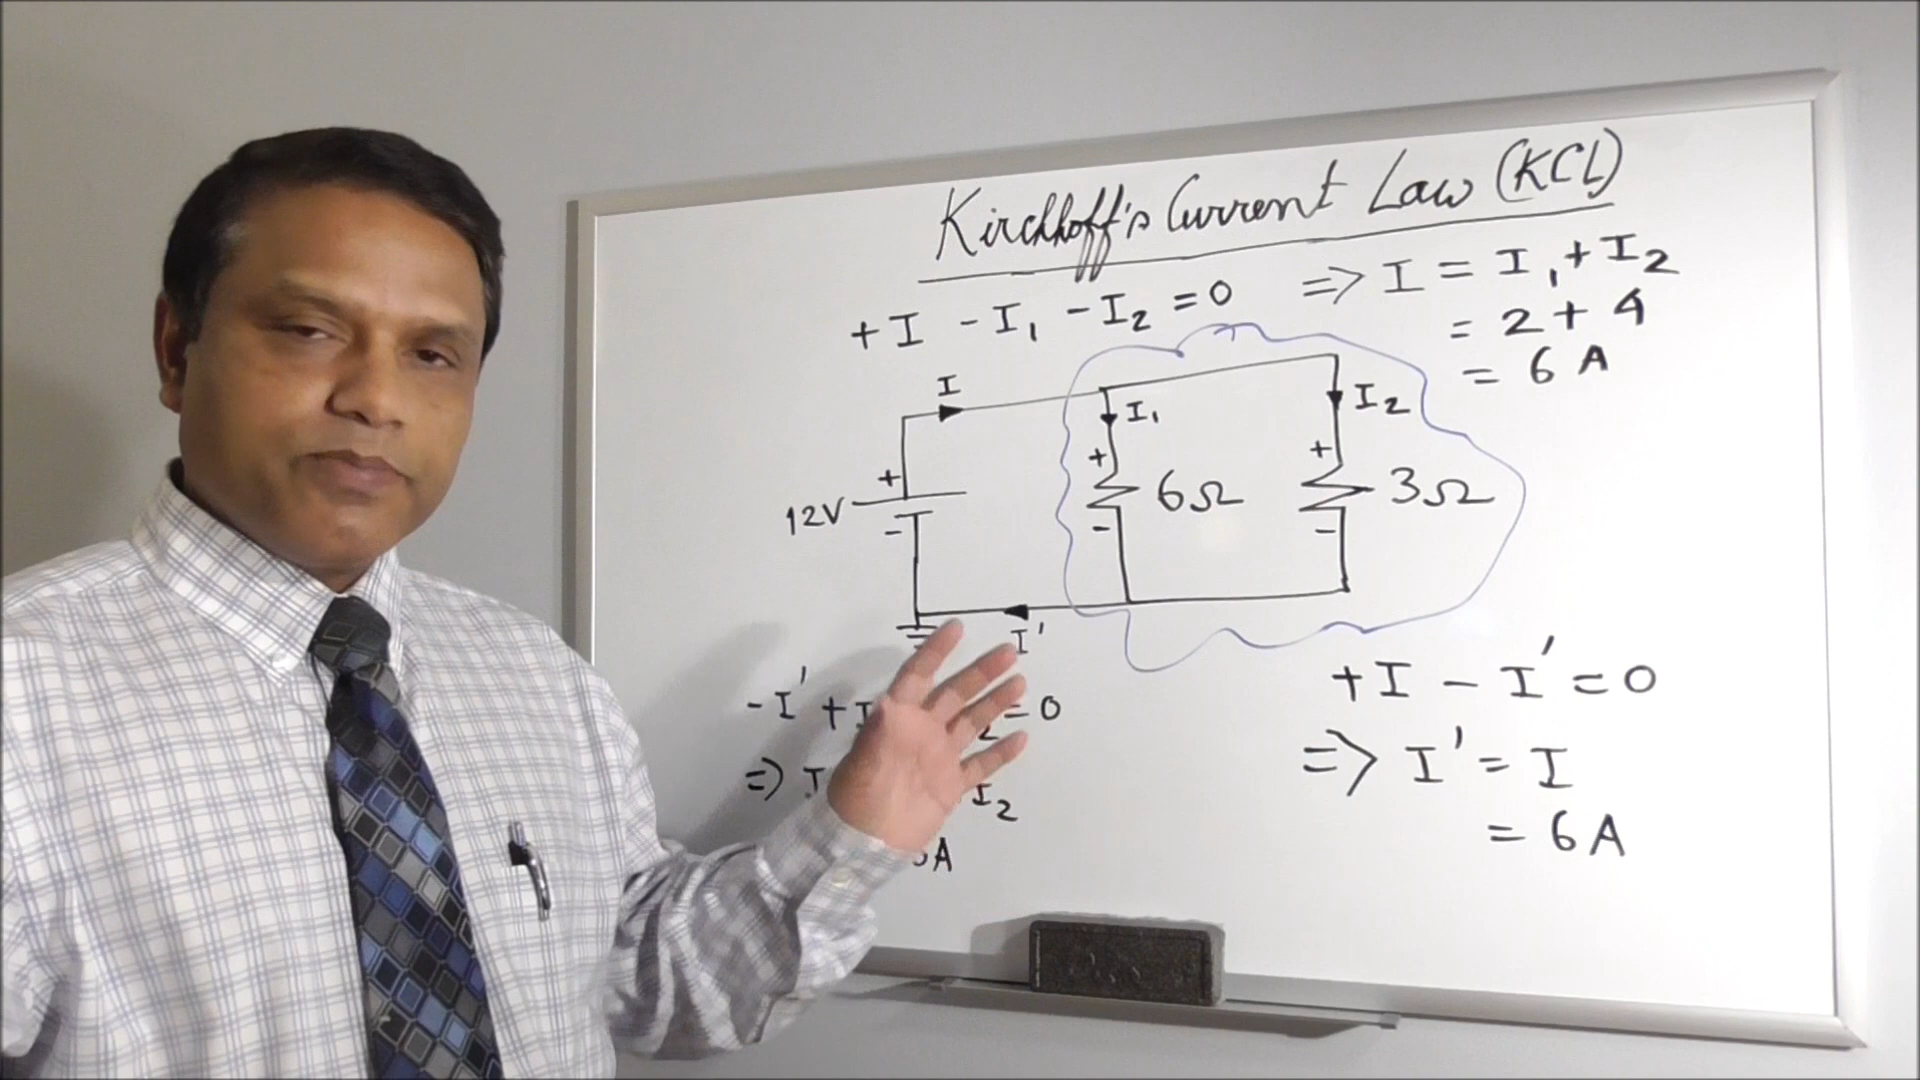 Kirchhoff's Current Law (KCL)
+I - I₁ - I₂ = 0 => I = I₁ + I₂
= 2 + 4
= 6 A
I
I₁
I₂
+ + +
12V 6Ω 3Ω
- - -
I'
+I - I' = 0
-I' + = 0
=> I' = I
=> I₂
= 6A
A